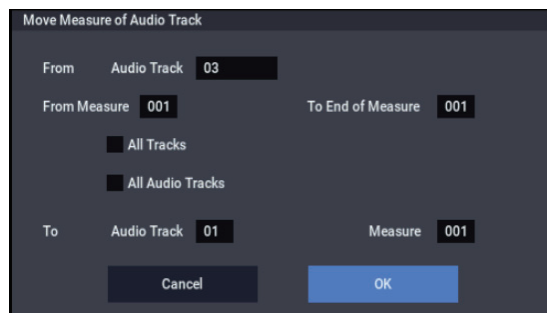 Move Measure of Audio Track
From Audio Track 03
From Measure 001 To End of Measure 001
All Tracks
All Audio Tracks
To Audio Track 01 Measure 001
Cancel OK